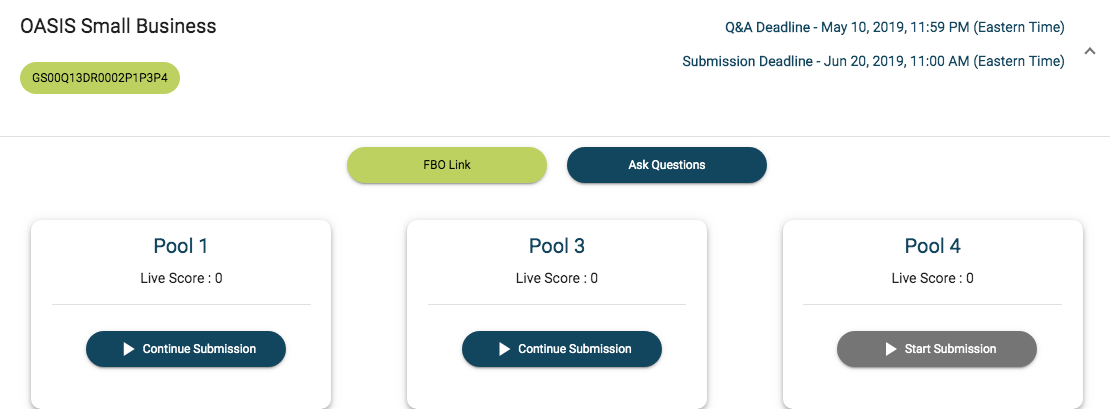 OASIS Small Business
Q&A Deadline - May 10, 2019, 11:59 PM (Eastern Time)
Submission Deadline - Jun 20, 2019, 11:00 AM (Eastern Time)
GS00Q13DR0002P1P3P4
FBO Link
Ask Questions
Pool 1
Live Score : 0
Continue Submission
Pool 3
Live Score : 0
Continue Submission
Pool 4
Live Score : 0
Start Submission